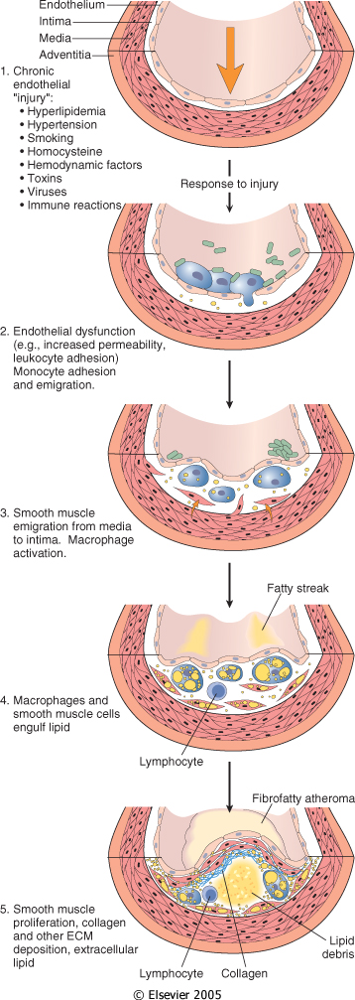 Endothelium
Intima
Media
Adventitia
1. Chronic
endothelial
"injury":
• Hyperlipidemia
• Hypertension
• Smoking
• Homocysteine
• Hemodynamic factors
• Toxins
• Viruses
• Immune reactions
Response to injury
2. Endothelial dysfunction
(e.g., increased permeability,
leukocyte adhesion)
Monocyte adhesion
and emigration.
3. Smooth muscle
emigration from media
to intima. Macrophage
activation.
Fatty streak
4. Macrophages and
smooth muscle cells
engulf lipid
Lymphocyte
Fibrofatty atheroma
5. Smooth muscle
proliferation, collagen
and other ECM
deposition, extracellular
lipid
Lipid
debris
Lymphocyte
Collagen
© Elsevier 2005